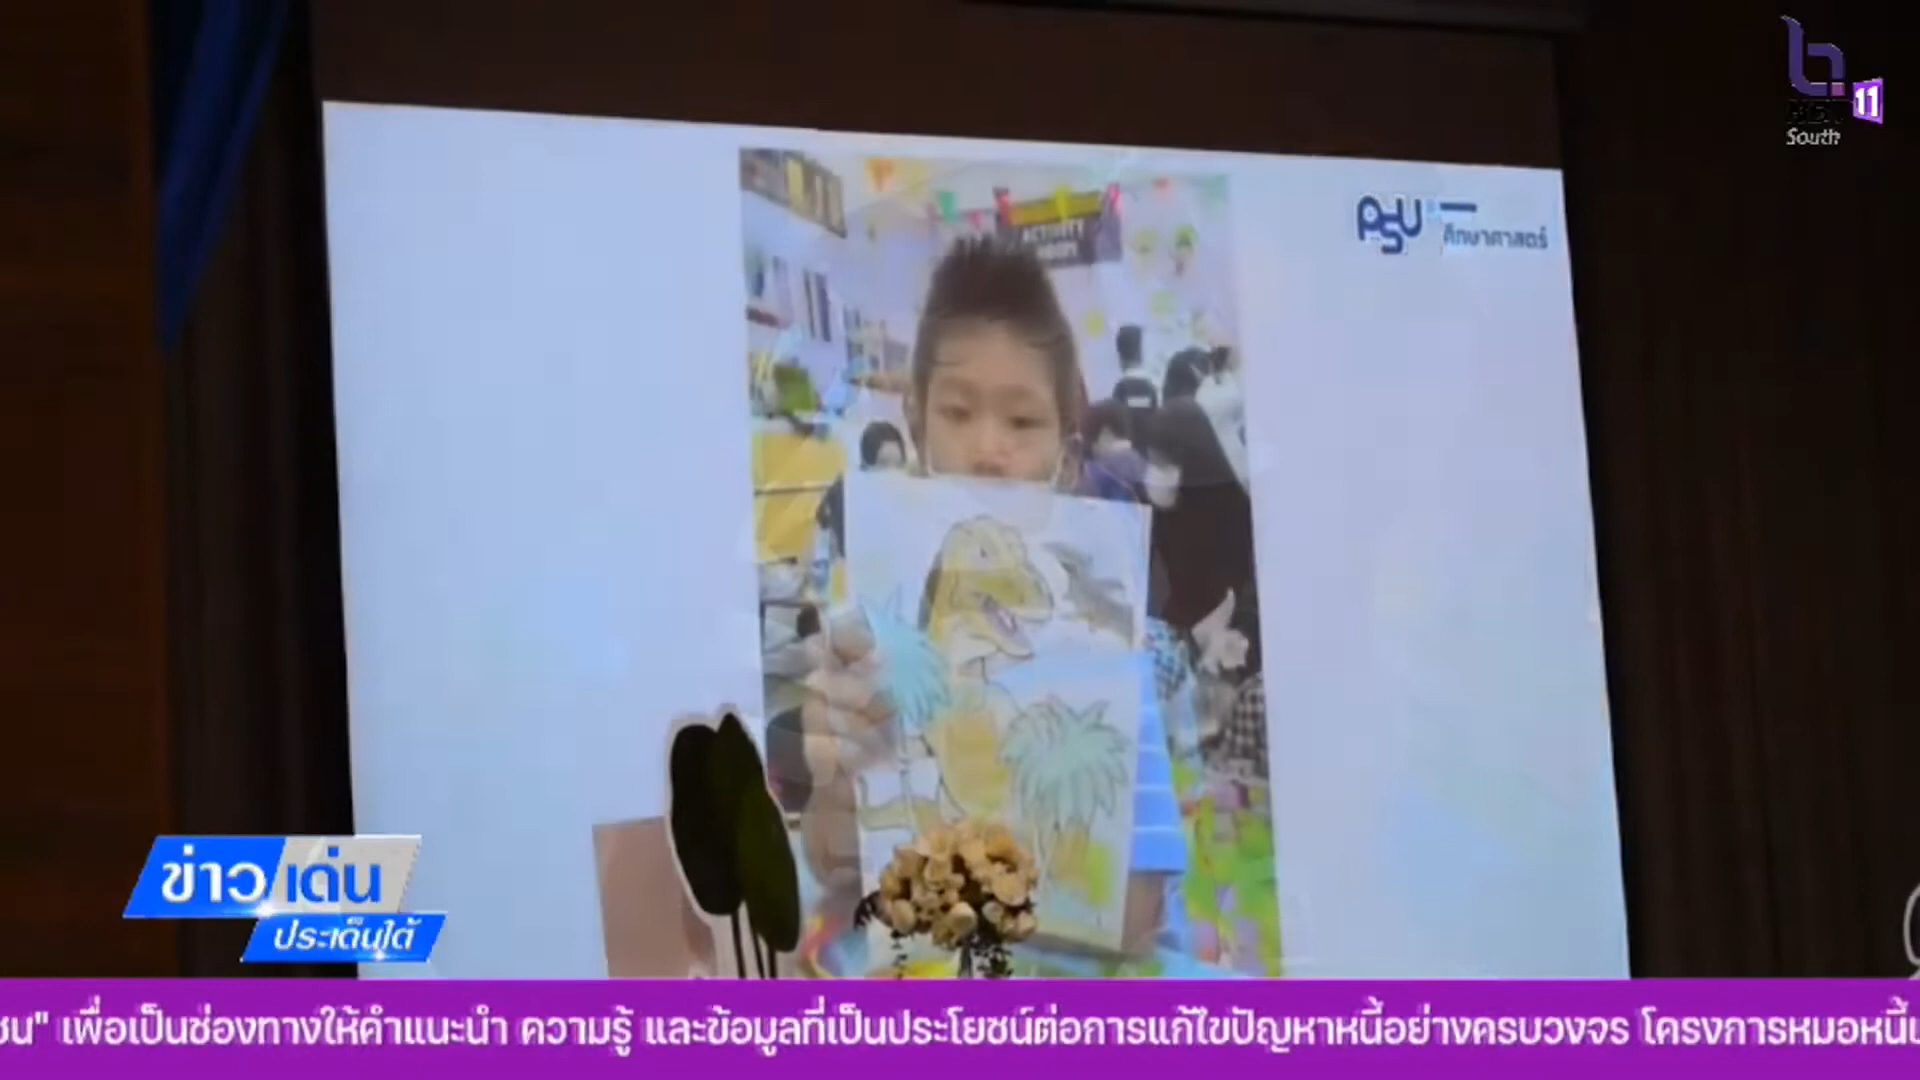 11
South
PSU
ศึกษาศาสตร์
ACTIVITY
ข่าวเด่น
ประเด็นใต้
ชน" เพื่อเป็นช่องทางให้คำแนะนำ ความรู้ และข้อมูลที่เป็นประโยชน์ต่อการแก้ไขปัญหาหนี้อย่างครบวงจร โครงการหมอหนี้